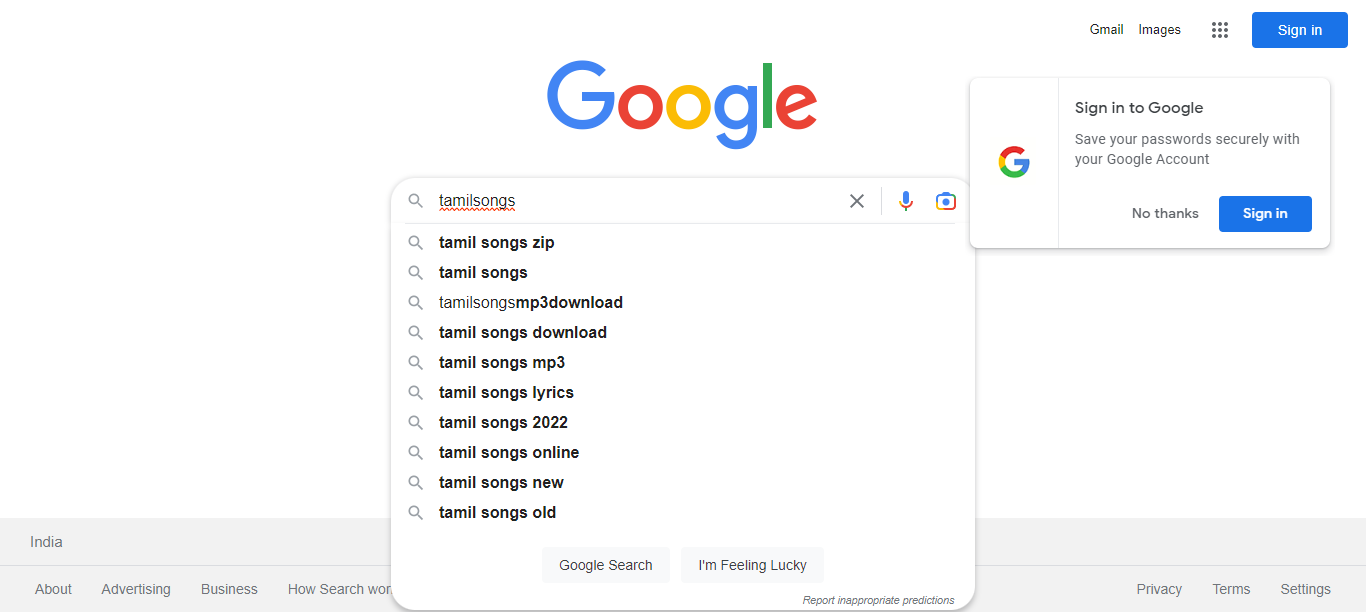 Gmail Images Sign in
Google
Sign in to Google
Save your passwords securely with
your Google Account
No thanks Sign in
tamilsongs
tamil songs zip
tamil songs
tamilsongsmp3download
tamil songs download
tamil songs mp3
tamil songs lyrics
tamil songs 2022
tamil songs online
tamil songs new
tamil songs old
Google Search I'm Feeling Lucky
Report inappropriate predictions
India
About Advertising Business How Search wor
Privacy Terms Settings